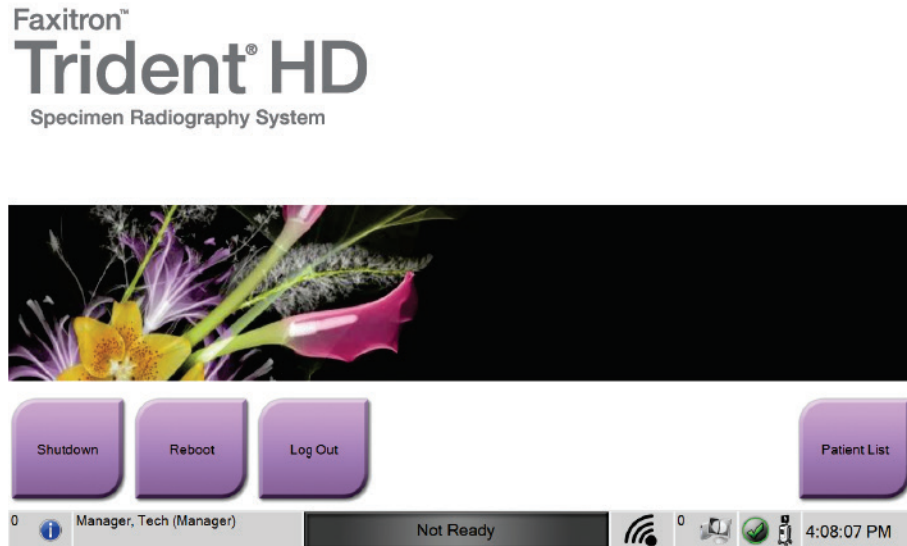 Faxitron™
Trident® HD
Specimen Radiography System
Shutdown
Reboot
Log Out
Patient List
0
Manager, Tech (Manager)
Not Ready
0
4:08:07 PM